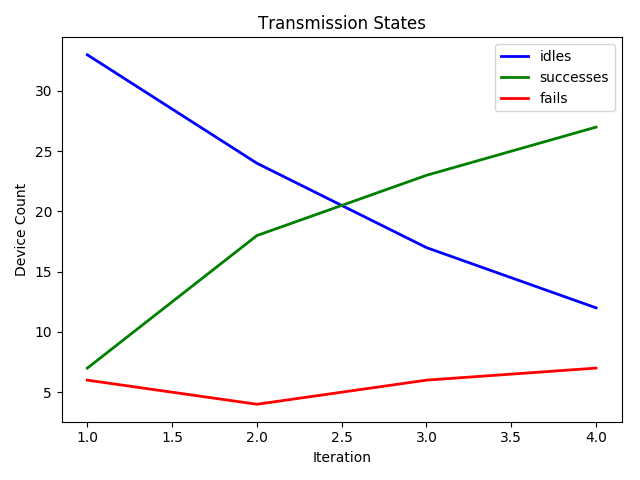 Transmission States
idles
successes
fails
Device Count
30
25
20
15
10
5
1.0 1.5 2.0 2.5 3.0 3.5 4.0
Iteration